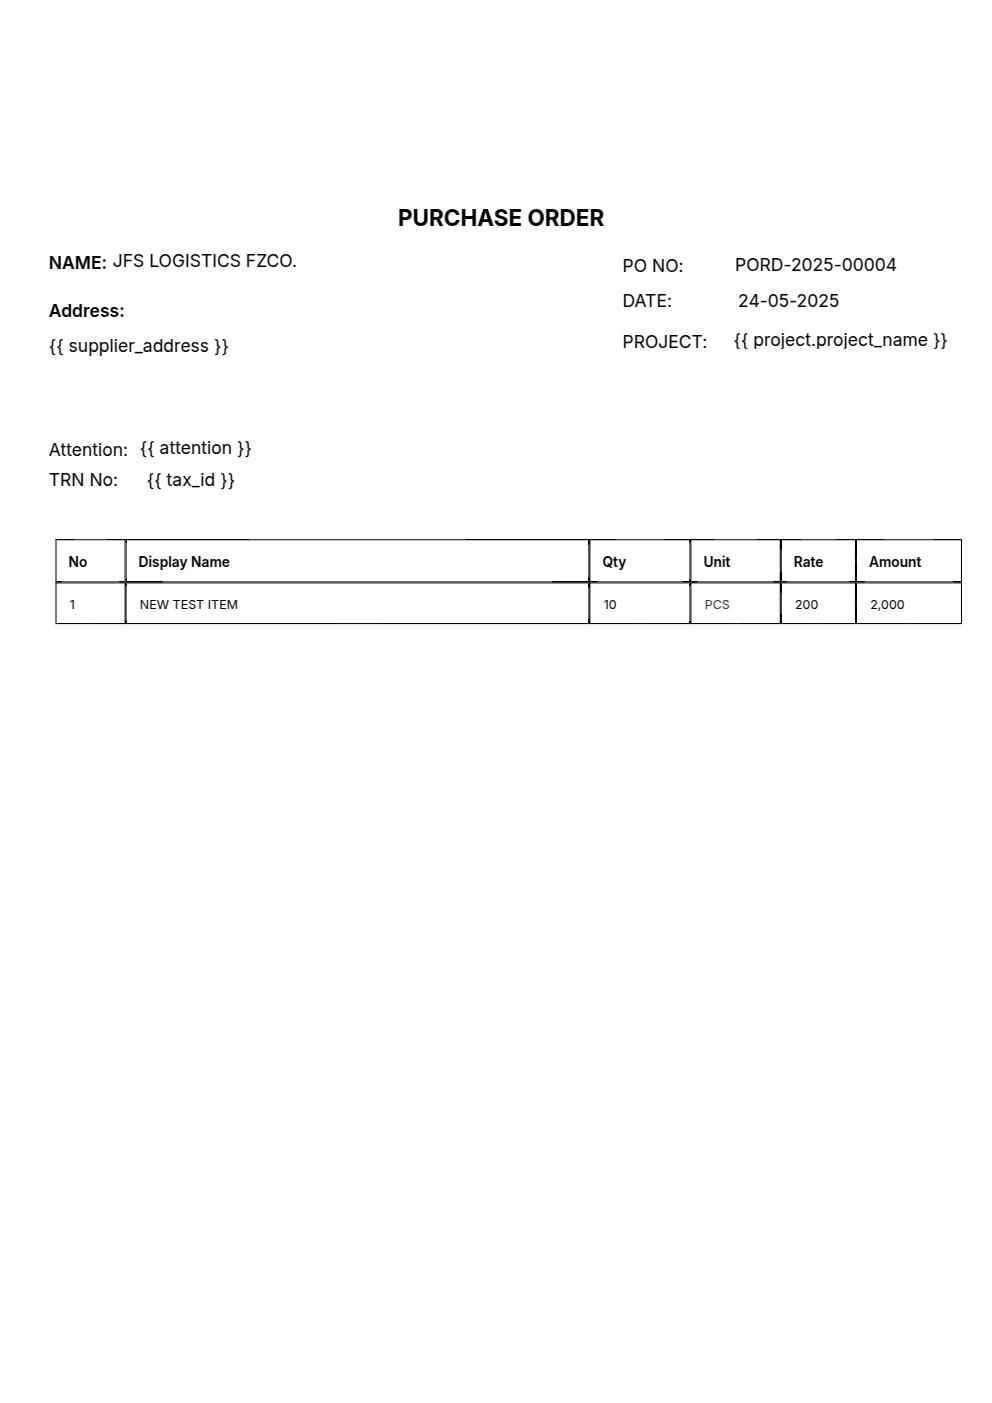 PURCHASE ORDER
NAME: JFS LOGISTICS FZCO.
Address:
{{ supplier_address }}
PO NO: PORD-2025-00004
DATE: 24-05-2025
PROJECT: {{ project.project_name }}
Attention: {{ attention }}
TRN No: {{ tax_id }}
No Display Name Qty Unit Rate Amount
1 NEW TEST ITEM 10 PCS 200 2,000